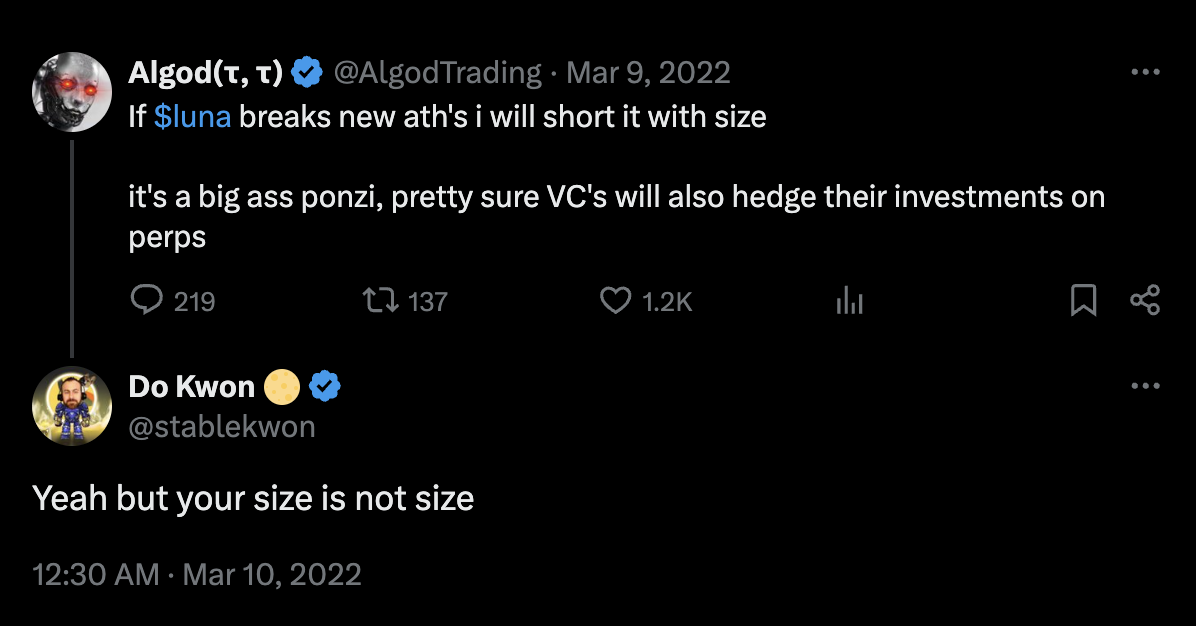 Algod(τ, τ) @AlgodTrading · Mar 9, 2022
If $luna breaks new ath's i will short it with size
it's a big ass ponzi, pretty sure VC's will also hedge their investments on
perps
219 137 1.2K
Do Kwon
@stablekwon
Yeah but your size is not size
12:30 AM · Mar 10, 2022